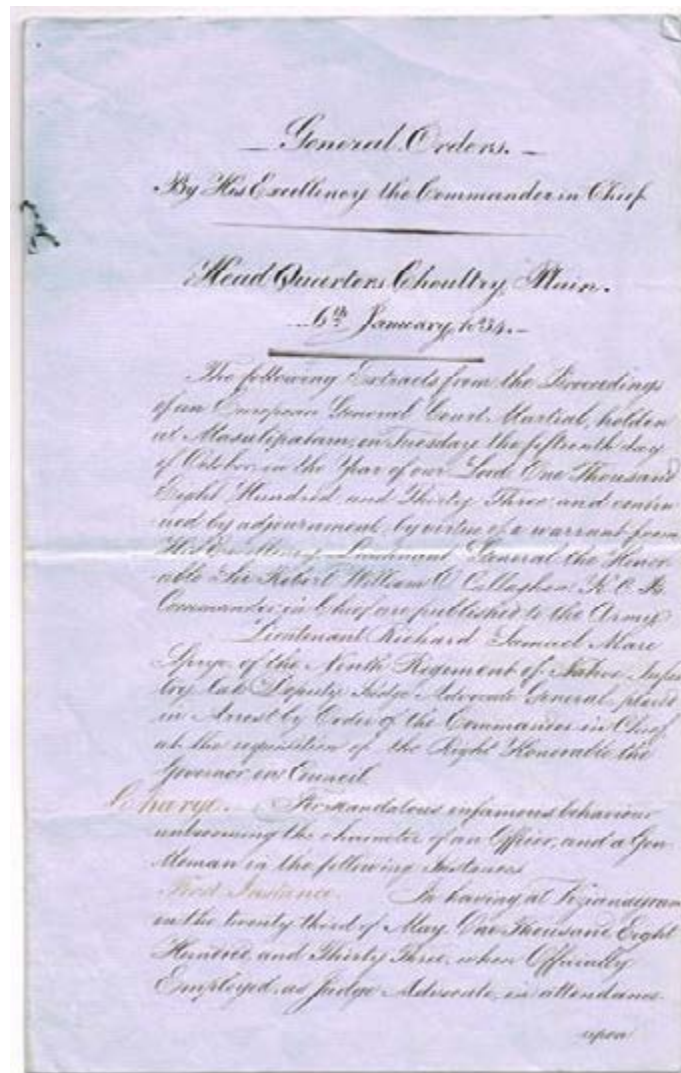 General Orders.
By His Excellency the Commander in Chief
Head Quarters Choultry Plain.
6th January, 1834.
The following Extracts from the Proceedings
of an European General Court Martial, holden
at Masulipatam, on Tuesday the fifteenth day
of October, in the Year of our Lord One Thousand
Eight Hundred and Thirty Three and contin
ued by adjournment, by virtue of a warrant from
His Excellency Lieutenant General the Honor
able Sir Robert William O'Callaghan K. C. B.
Commander in Chief are published to the Army.
Lieutenant Richard Samuel Mare
Sprye, of the Ninth Regiment of Native Infan
try late Deputy Judge Advocate General, placed
in Arrest by Order of the Commander in Chief,
at the requisition of the Right Honorable the
Governor in Council
Charge. For scandalous infamous behaviour
unbecoming the character of an Officer, and a Gen
tleman in the following Instances
First Instance. In having at Vizianagram
on the twenty third of May One Thousand Eight
Hundred and Thirty Three, when Officially
Employed, as Judge Advocate, in attendance
upon